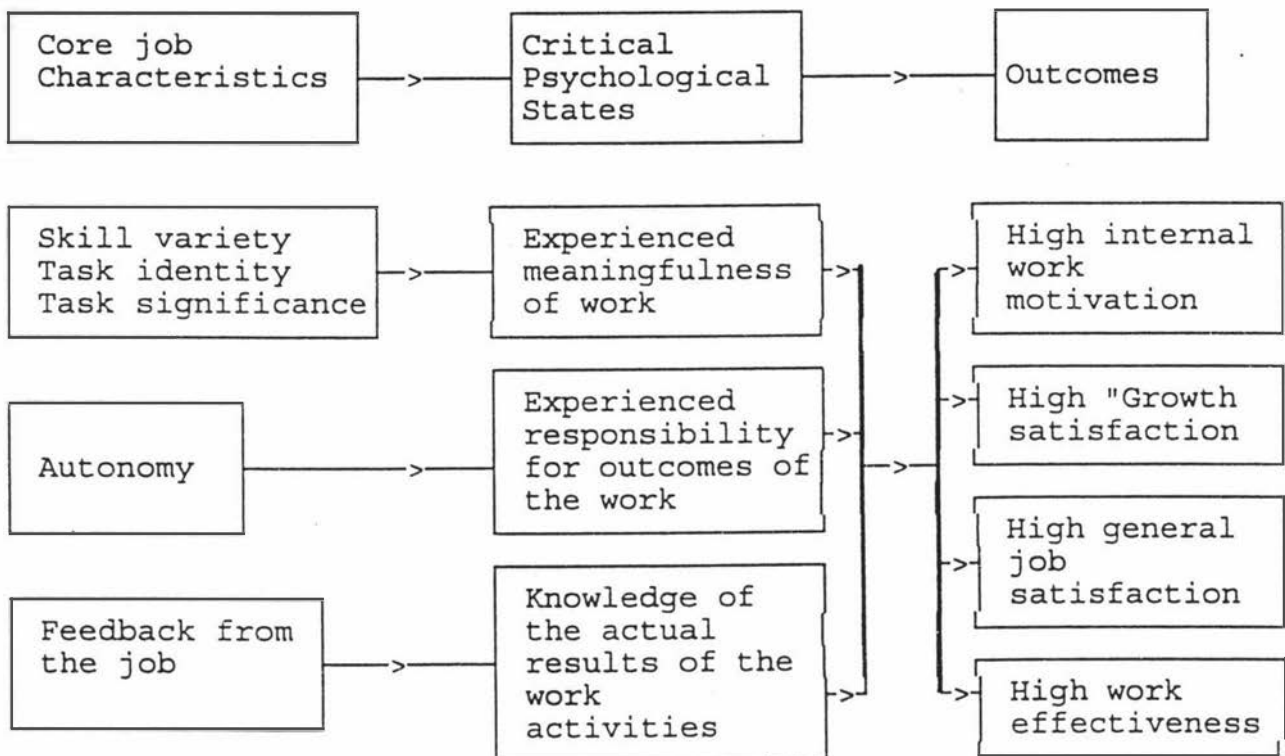 Core job
Characteristics
Critical
Psychological
States
Outcomes
Skill variety
Task identity
Task significance
Experienced
meaningfulness
of work
High internal
work
motivation
Autonomy
Experienced
responsibility
for outcomes of
the work
High "Growth
satisfaction
High general
job
satisfaction
Feedback from
the job
Knowledge of
the actual
results of the
work
activities
High work
effectiveness